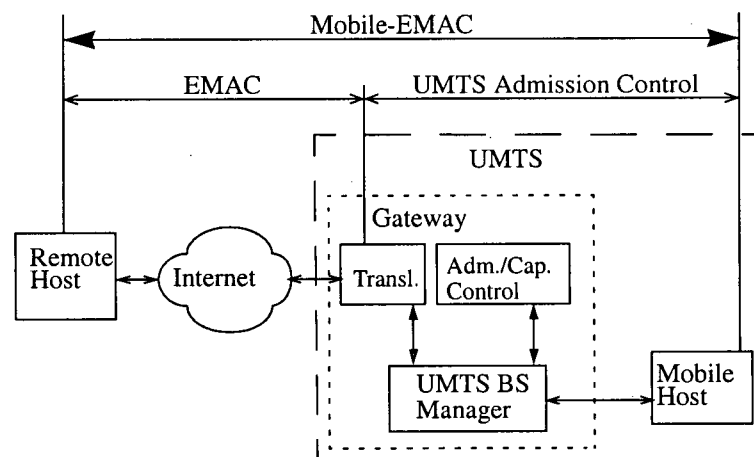 Mobile-EMAC
EMAC
UMTS Admission Control
UMTS
Gateway
Remote
Host
Internet
Transl.
Adm./Cap.
Control
UMTS BS
Manager
Mobile
Host